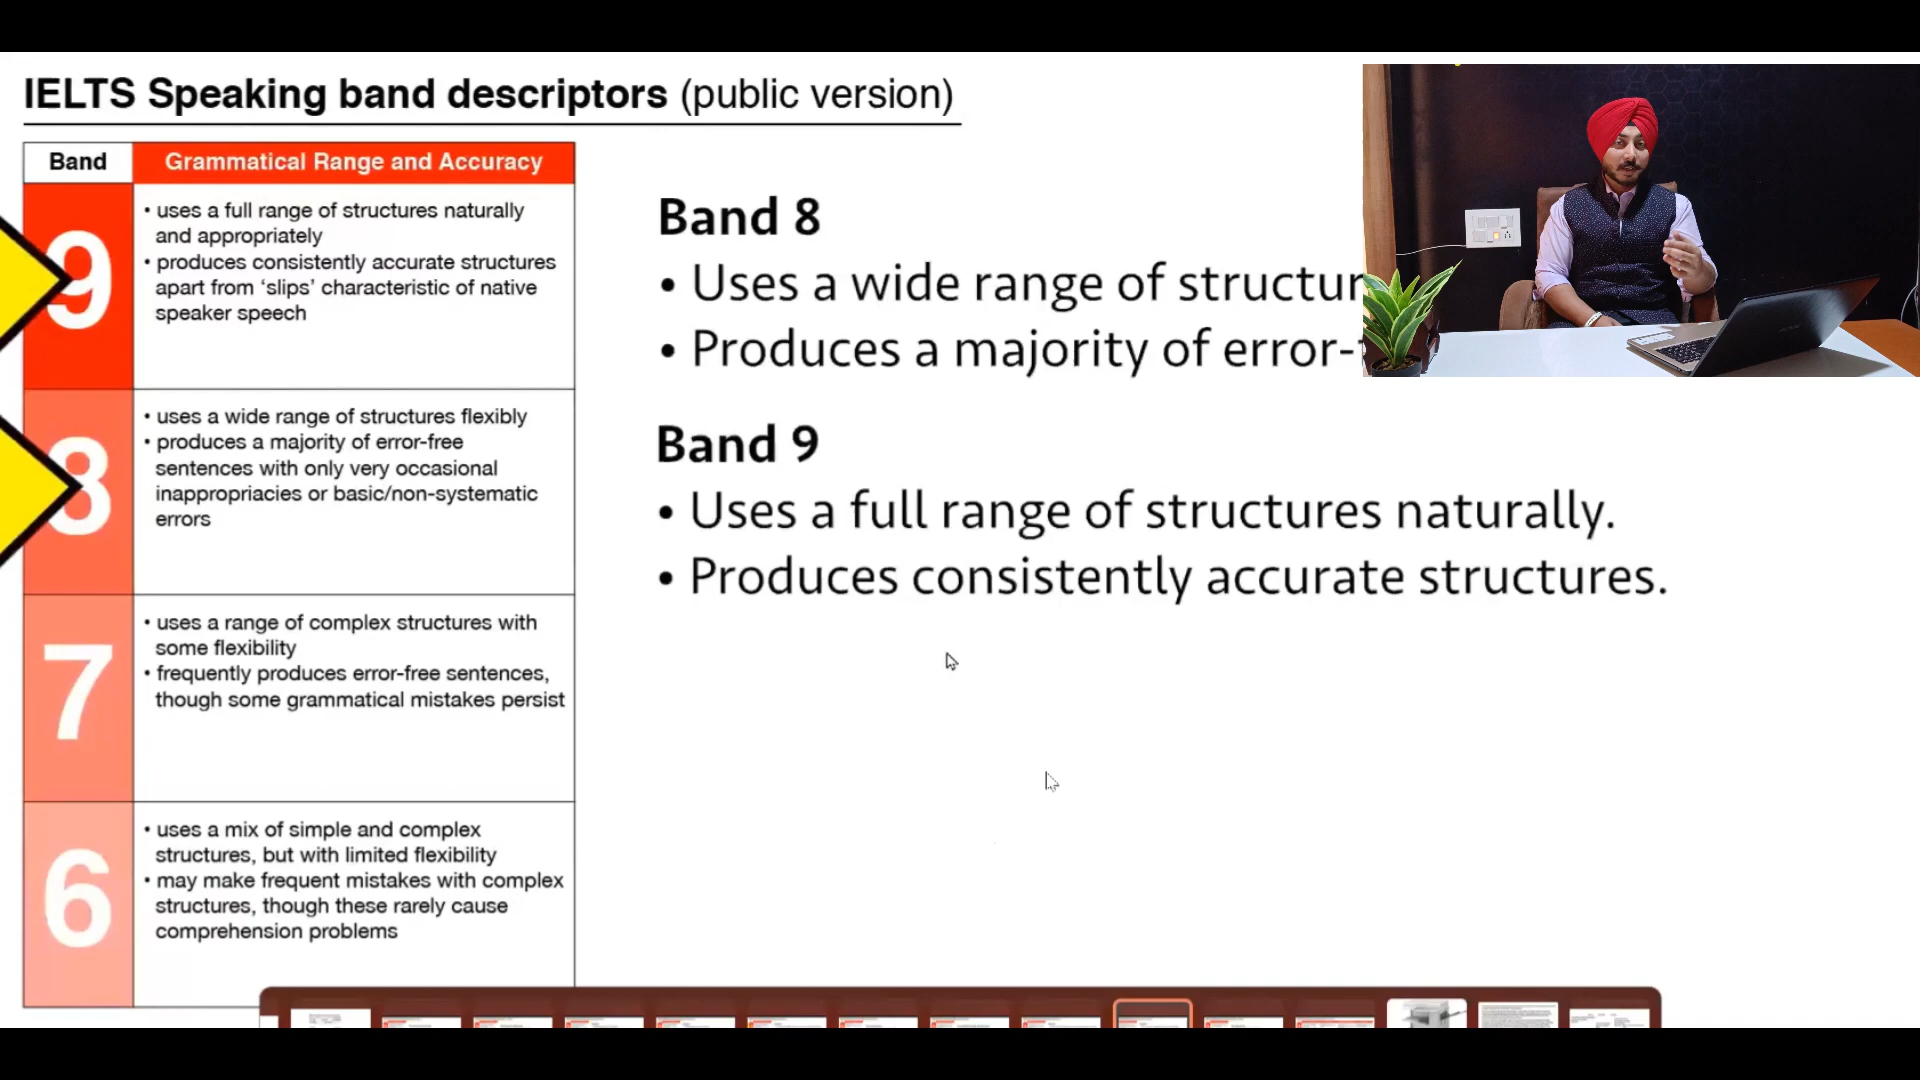 IELTS Speaking band descriptors (public version)
Band Grammatical Range and Accuracy
9
• uses a full range of structures naturally
and appropriately
• produces consistently accurate structures
apart from ‘slips’ characteristic of native
speaker speech
8
• uses a wide range of structures flexibly
• produces a majority of error-free
sentences with only very occasional
inappropriacies or basic/non-systematic
errors
7
• uses a range of complex structures with
some flexibility
• frequently produces error-free sentences,
though some grammatical mistakes persist
6
• uses a mix of simple and complex
structures, but with limited flexibility
• may make frequent mistakes with complex
structures, though these rarely cause
comprehension problems
Band 8
• Uses a wide range of structur
• Produces a majority of error-
Band 9
• Uses a full range of structures naturally.
• Produces consistently accurate structures.